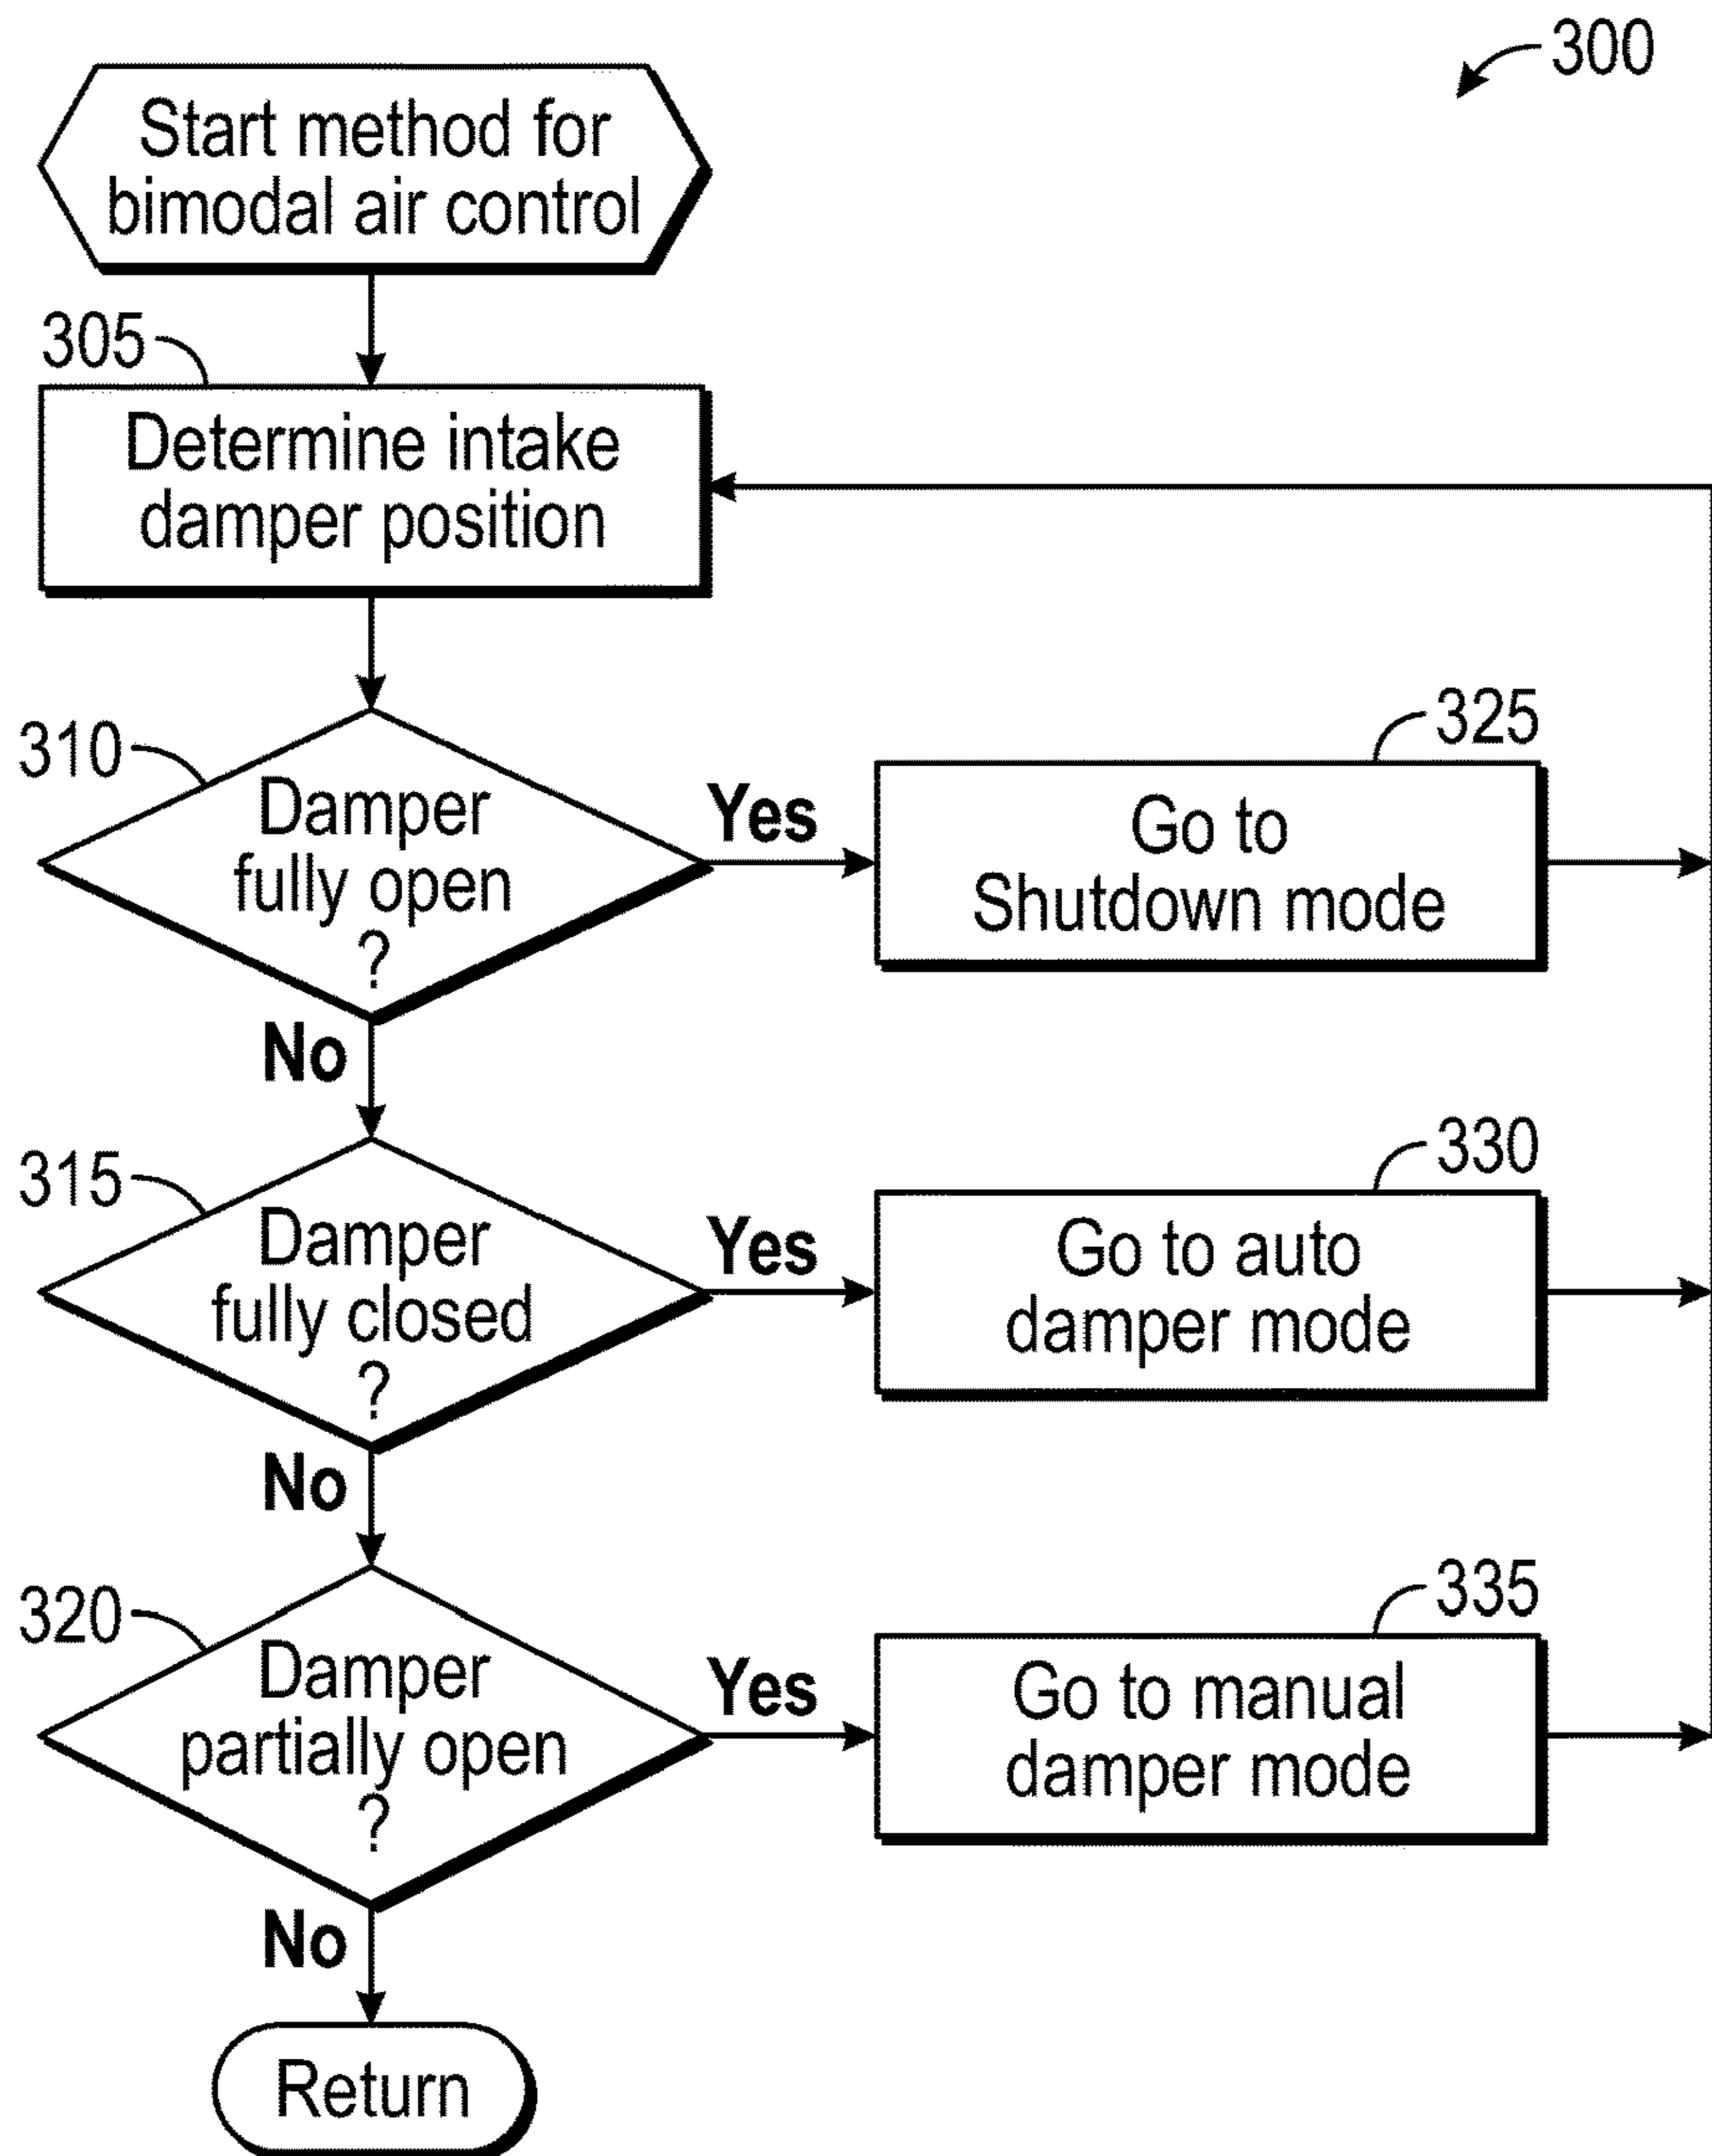 300
Start method for
bimodal air control
305
Determine intake
damper position
310
Damper
fully open
?
Yes
325
Go to
Shutdown mode
No
315
Damper
fully closed
?
Yes
330
Go to auto
damper mode
No
320
Damper
partially open
?
Yes
335
Go to manual
damper mode
No
Return